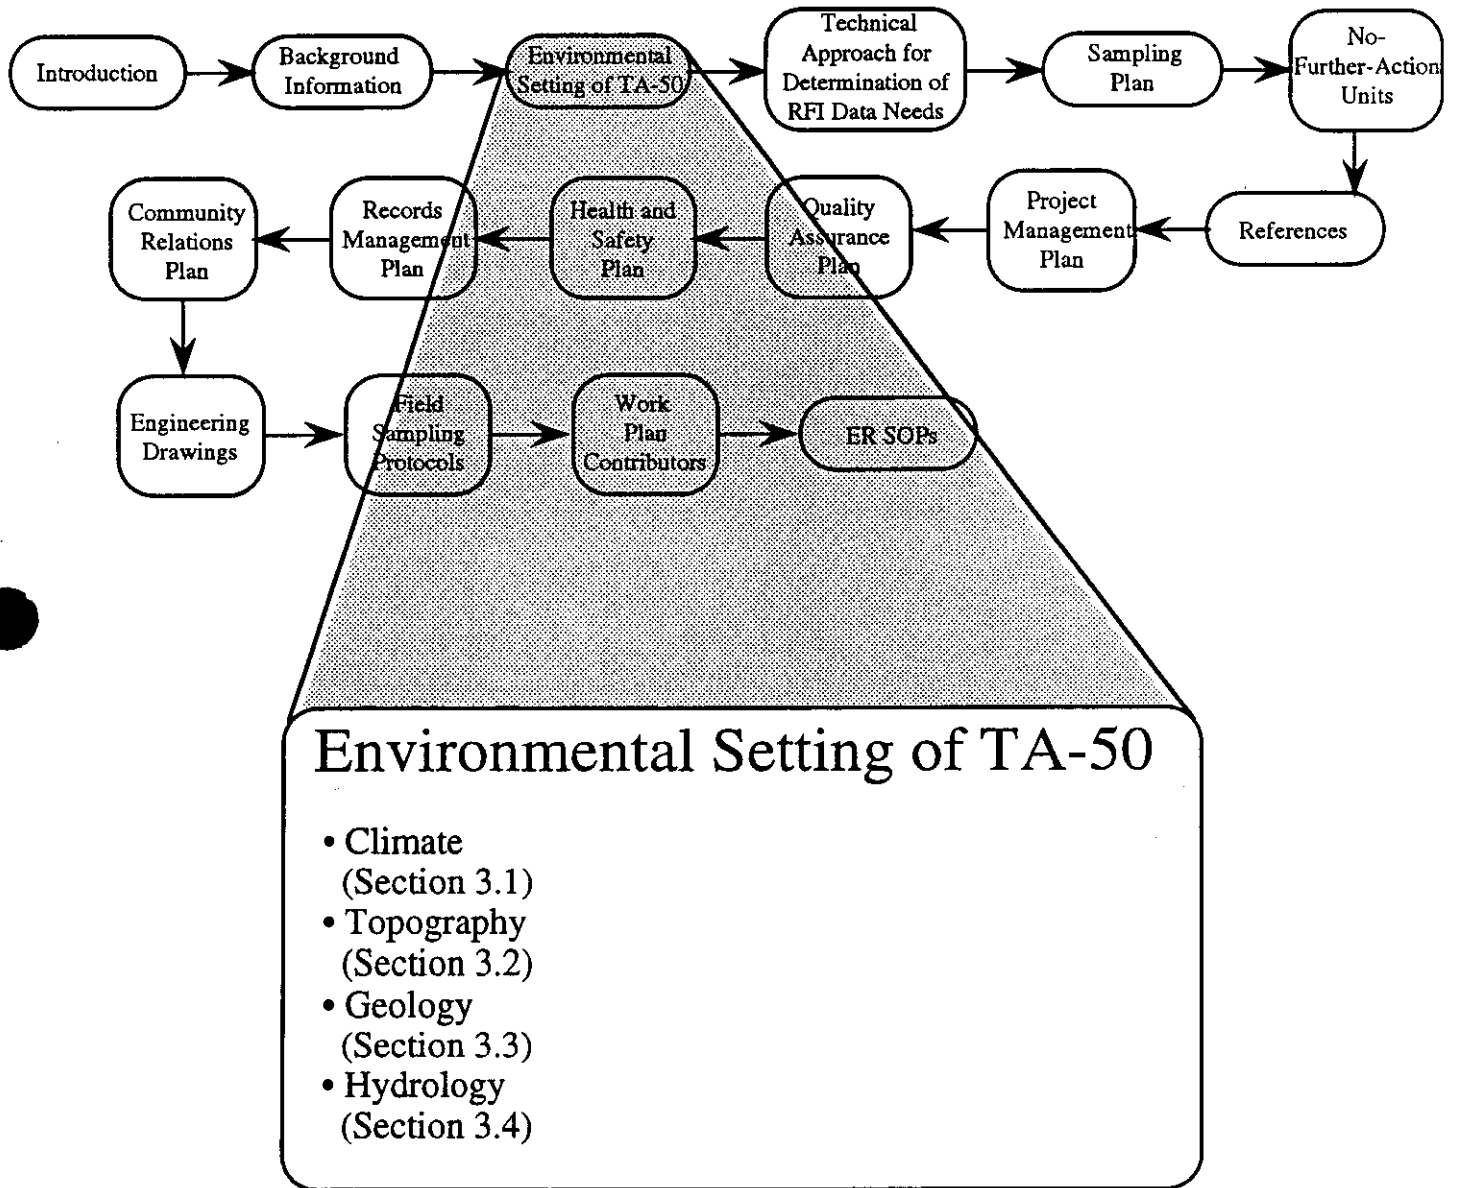 Introduction
Background
Information
Environmental
Setting of TA-50
Technical
Approach for
Determination of
RFI Data Needs
Sampling
Plan
No-
Further-Action
Units
Community
Relations
Plan
Records
Management
Plan
Health and
Safety
Plan
Quality
Assurance
Plan
Project
Management
Plan
References
Engineering
Drawings
Field
Sampling
Protocols
Work
Plan
Contributors
ER SOPs
Environmental Setting of TA-50
• Climate
(Section 3.1)
• Topography
(Section 3.2)
• Geology
(Section 3.3)
• Hydrology
(Section 3.4)